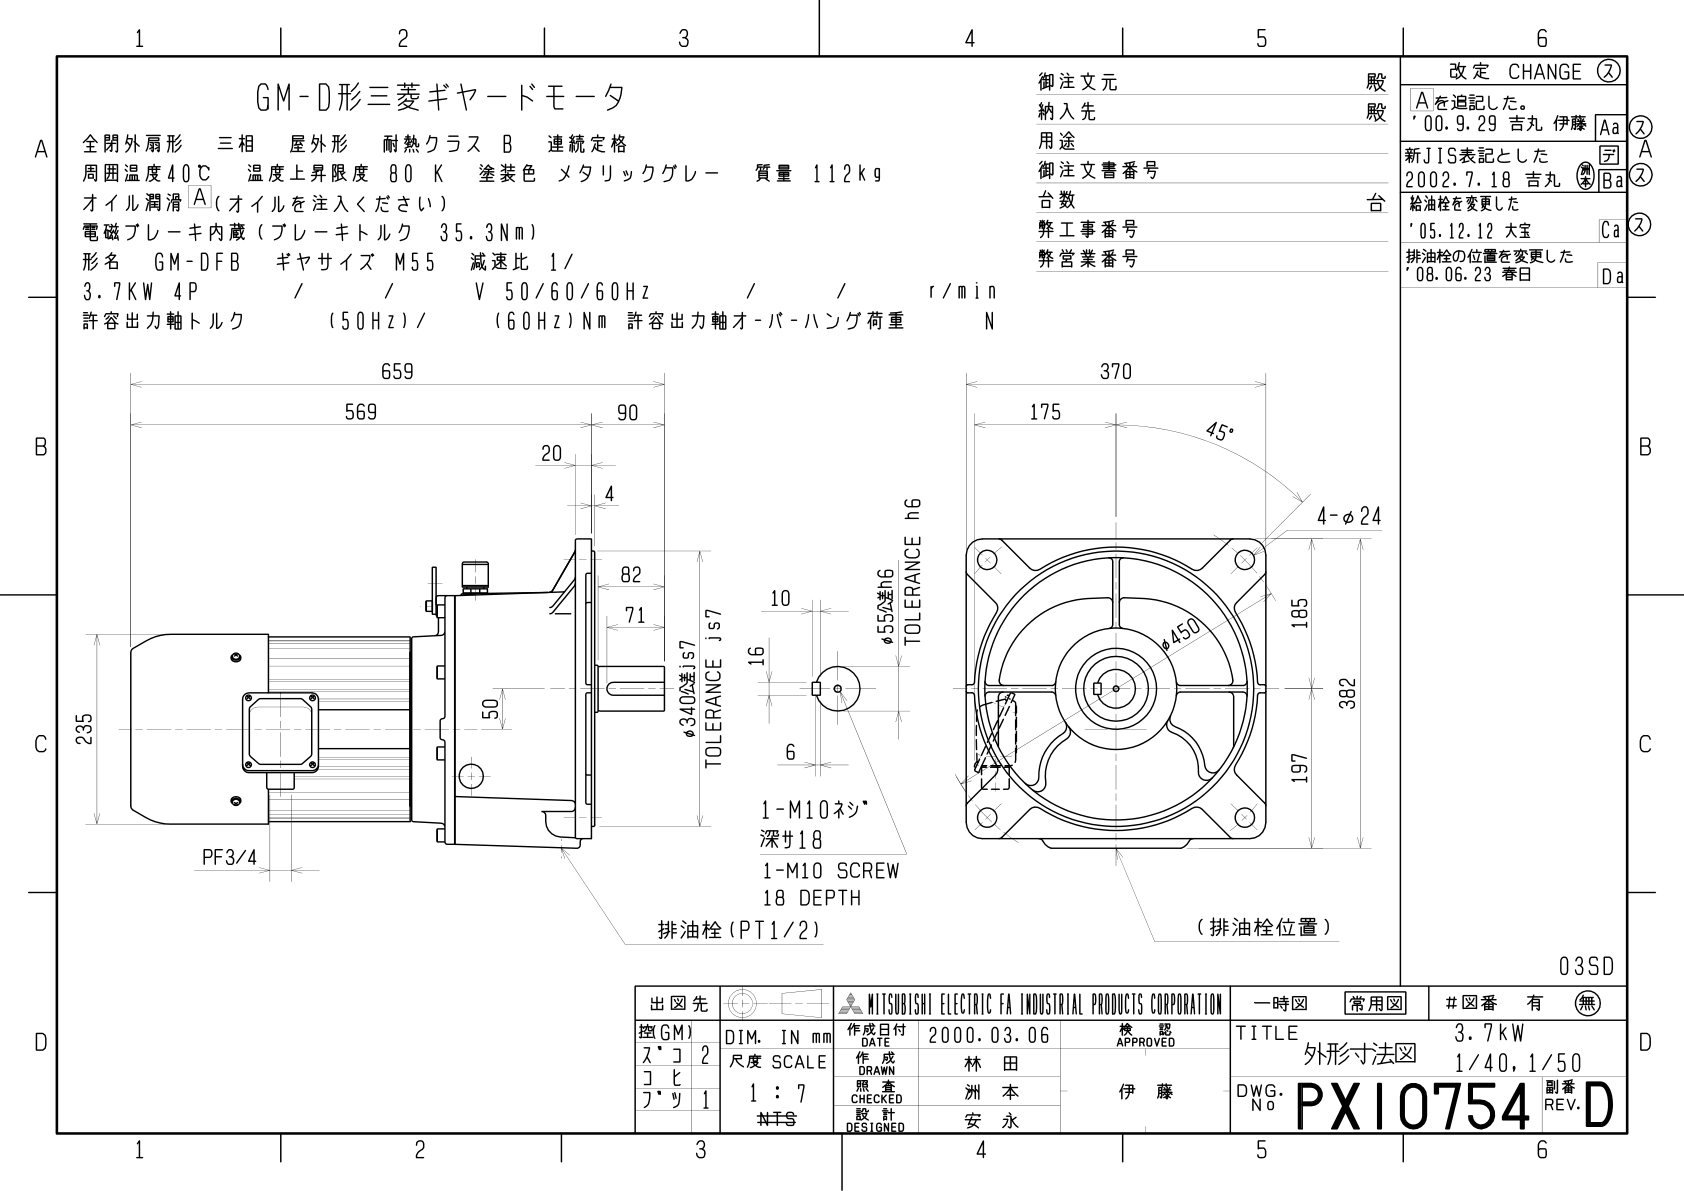 1 2 3 4 5 6
A
B
C
D
GM-D形三菱ギヤードモータ
全閉外扇形 三相 屋外形 耐熱クラス B 連続定格
周囲温度40℃ 温度上昇限度 80 K 塗装色 メタリックグレー 質量 112kg
オイル潤滑 A (オイルを注入ください)
電磁ブレーキ内蔵(ブレーキトルク 35.3Nm)
形名 GM-DFB ギヤサイズ M55 減速比 1/
3.7KW 4P / / V 50/60/60Hz / / r/min
許容出力軸トルク (50Hz)/ (60Hz)Nm 許容出力軸オ-バ-ハング荷重 N
御注文元 殿
納入先 殿
用途
御注文書番号
台数 台
弊工事番号
弊営業番号
改定 CHANGE ス
Aを追記した。
'00.9.29 吉丸 伊藤 Aa ス
新JIS表記とした デ
2002.7.18 吉丸 洲本 Ba ス
給油栓を変更した
'05.12.12 大宝 Ca ス
排油栓の位置を変更した
'08.06.23 春日 Da
A
B
C
D
659
569 90
20
4
82
71
50
235
PF3/4
φ340公差js7
TOLERANCE js7
排油栓(PT1/2)
10
16
6
φ55公差h6
TOLERANCE h6
1-M10ネジ
深サ18
1-M10 SCREW
18 DEPTH
370
175
45°
4-φ24
φ450
185
382
197
(排油栓位置)
03SD
出図先
控(GM)
ズコ 2
コヒ
ブツ 1
DIM. IN mm
尺度 SCALE
1 : 7
NTS
MITSUBISHI ELECTRIC FA INDUSTRIAL PRODUCTS CORPORATION
作成日付
DATE
2000.03.06
検 認
APPROVED
作 成
DRAWN
林 田
照 査
CHECKED
洲 本
伊 藤
設 計
DESIGNED
安 永
一時図 常用図 #図番 有 無
TITLE
外形寸法図
3.7kW
1/40,1/50
DWG.
No
PX10754
副番
REV.
D
1 2 3 4 5 6